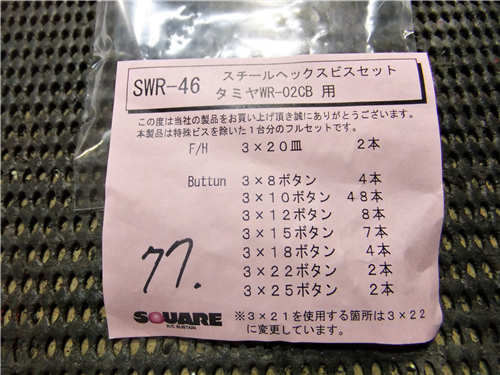 SWR-46
スチールヘックスビスセット
タミヤWR-02CB 用
この度は当社の製品をお買い上げ頂き誠にありがとうございます。
本製品は特殊ビスを除いた1台分のフルセットです。
F/H 3×20皿 2本
Buttun 3×8ボタン 4本
3×10ボタン 48本
3×12ボタン 8本
3×15ボタン 7本
3×18ボタン 4本
3×22ボタン 2本
3×25ボタン 2本
77.
SQUARE
R/C SUSTAIN
※3×21を使用する箇所は3×22
に変更しています。